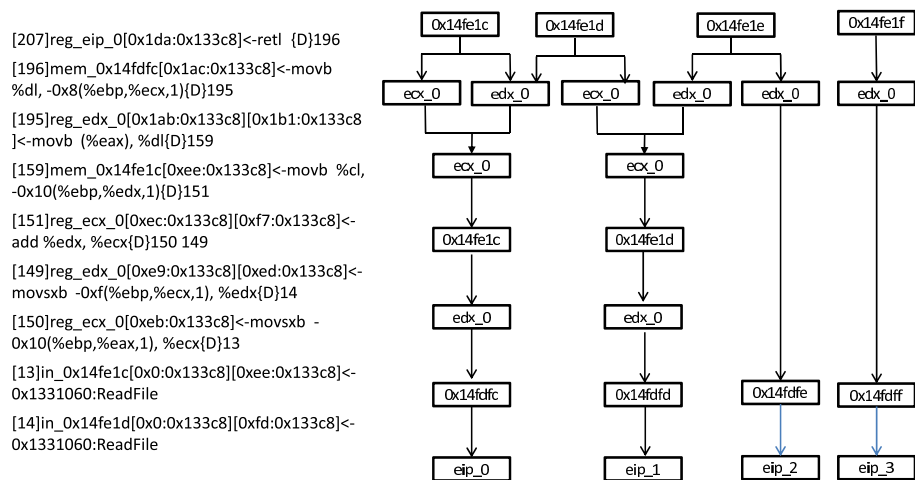 [207]reg_eip_0[0x1da:0x133c8]<-retl {D}196
[196]mem_0x14fdfc[0x1ac:0x133c8]<-movb
%dl, -0x8(%ebp,%ecx,1){D}195
[195]reg_edx_0[0x1ab:0x133c8][0x1b1:0x133c8
]<-movb (%eax), %dl{D}159
[159]mem_0x14fe1c[0xee:0x133c8]<-movb %cl,
-0x10(%ebp,%edx,1){D}151
[151]reg_ecx_0[0xec:0x133c8][0xf7:0x133c8]<-
add %edx, %ecx{D}150 149
[149]reg_edx_0[0xe9:0x133c8][0xed:0x133c8]<-
movsxb -0xf(%ebp,%ecx,1), %edx{D}14
[150]reg_ecx_0[0xeb:0x133c8]<-movsxb -
0x10(%ebp,%eax,1), %ecx{D}13
[13]in_0x14fe1c[0x0:0x133c8][0xee:0x133c8]<-
0x1331060:ReadFile
[14]in_0x14fe1d[0x0:0x133c8][0xfd:0x133c8]<-
0x1331060:ReadFile
0x14fe1c 0x14fe1d 0x14fe1e 0x14fe1f
ecx_0 edx_0 ecx_0 edx_0 edx_0 edx_0
ecx_0 ecx_0
0x14fe1c 0x14fe1d
edx_0 edx_0
0x14fdfc 0x14fdfd 0x14fdfe 0x14fdff
eip_0 eip_1 eip_2 eip_3